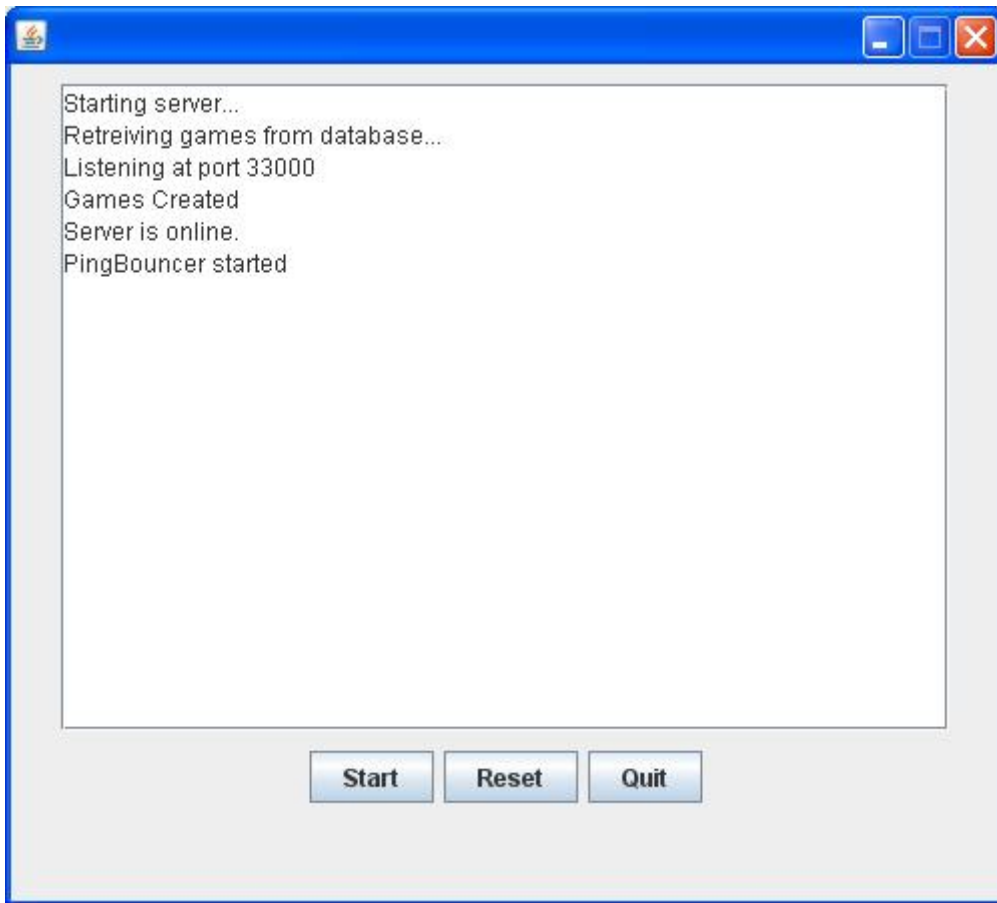 Starting server...
Retreiving games from database...
Listening at port 33000
Games Created
Server is online.
PingBouncer started
Start Reset Quit